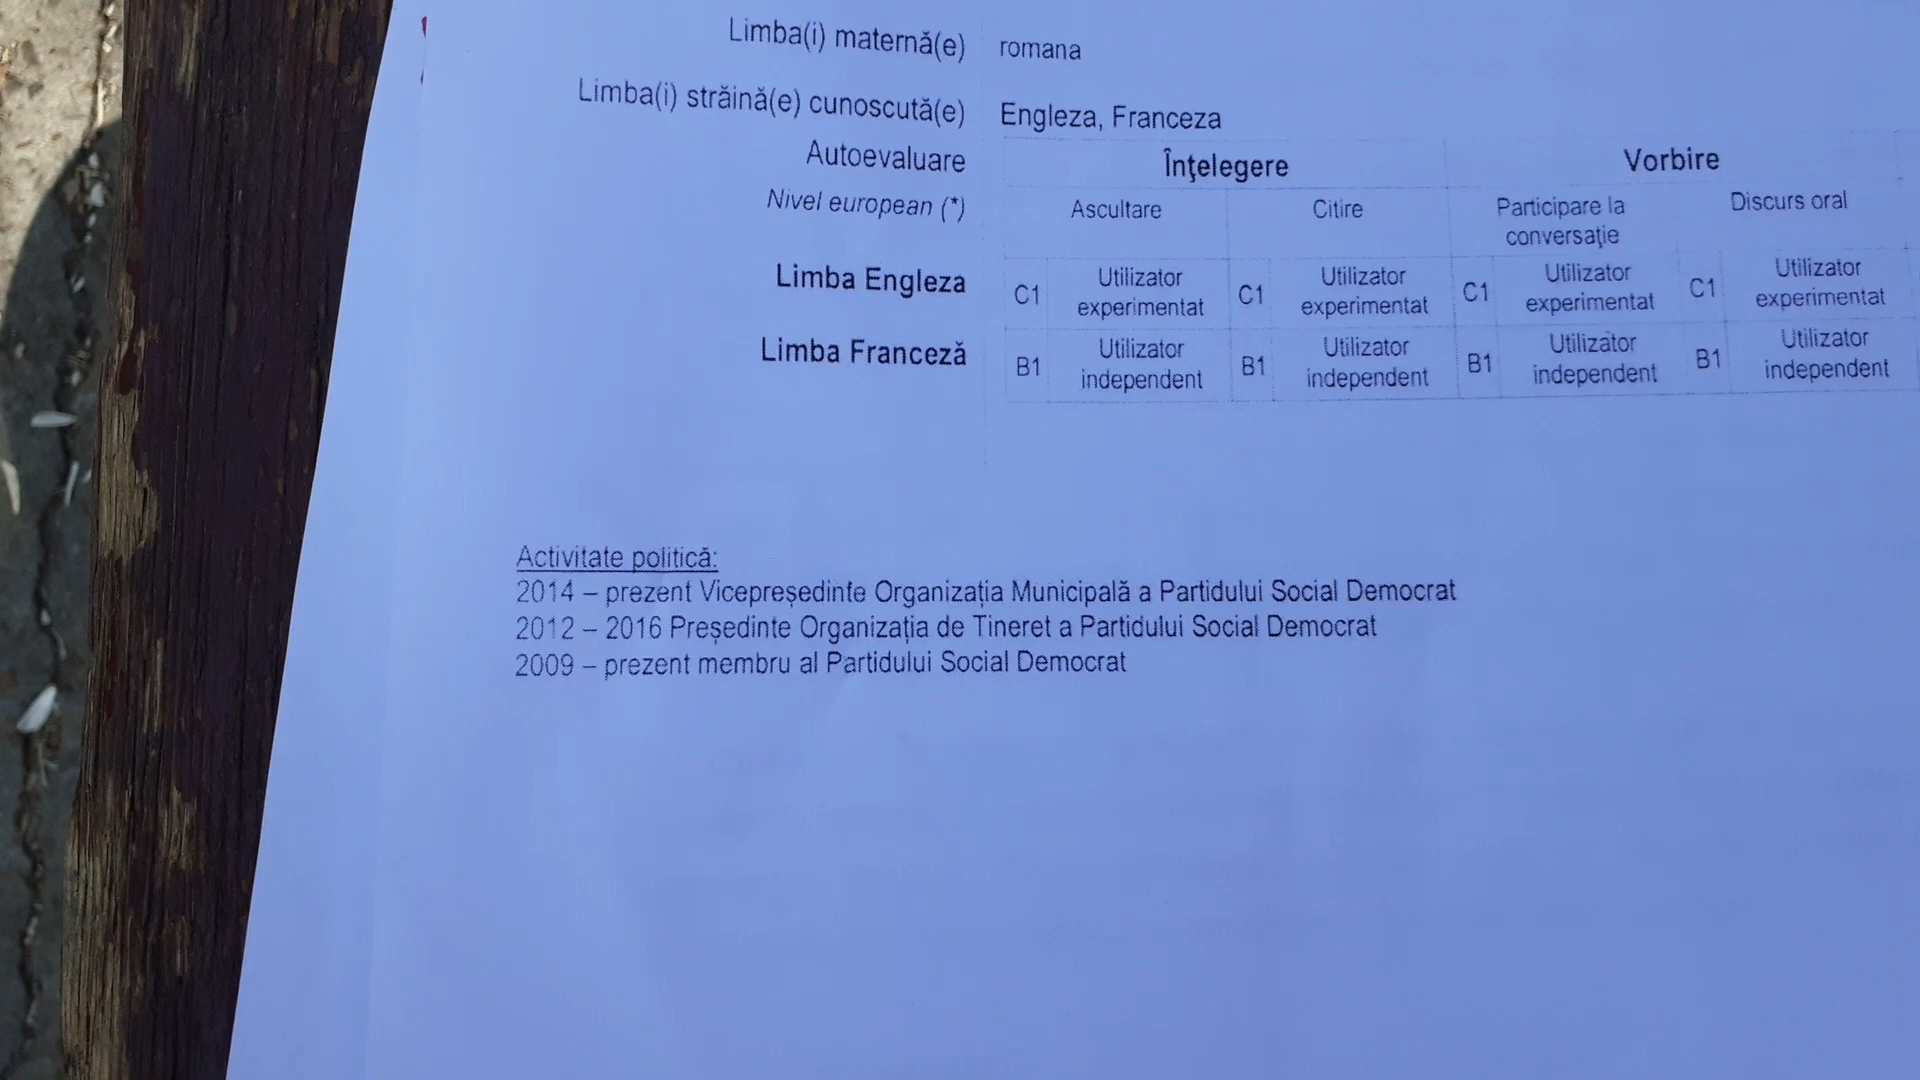 Limba(i) maternă(e) romana
Limba(i) străină(e) cunoscută(e) Engleza, Franceza
Autoevaluare Înţelegere Vorbire
Nivel european (*) Ascultare Citire Participare la conversaţie Discurs oral
Limba Engleza C1 Utilizator experimentat C1 Utilizator experimentat C1 Utilizator experimentat C1 Utilizator experimentat
Limba Franceză B1 Utilizator independent B1 Utilizator independent B1 Utilizator independent B1 Utilizator independent
Activitate politică:
2014 – prezent Vicepreședinte Organizația Municipală a Partidului Social Democrat
2012 – 2016 Președinte Organizația de Tineret a Partidului Social Democrat
2009 – prezent membru al Partidului Social Democrat